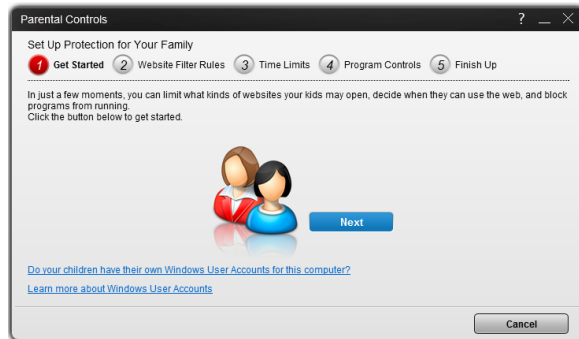 Parental Controls
Set Up Protection for Your Family
1 Get Started 2 Website Filter Rules 3 Time Limits 4 Program Controls 5 Finish Up
In just a few moments, you can limit what kinds of websites your kids may open, decide when they can use the web, and block
programs from running.
Click the button below to get started.
Next
Do your children have their own Windows User Accounts for this computer?
Learn more about Windows User Accounts
Cancel